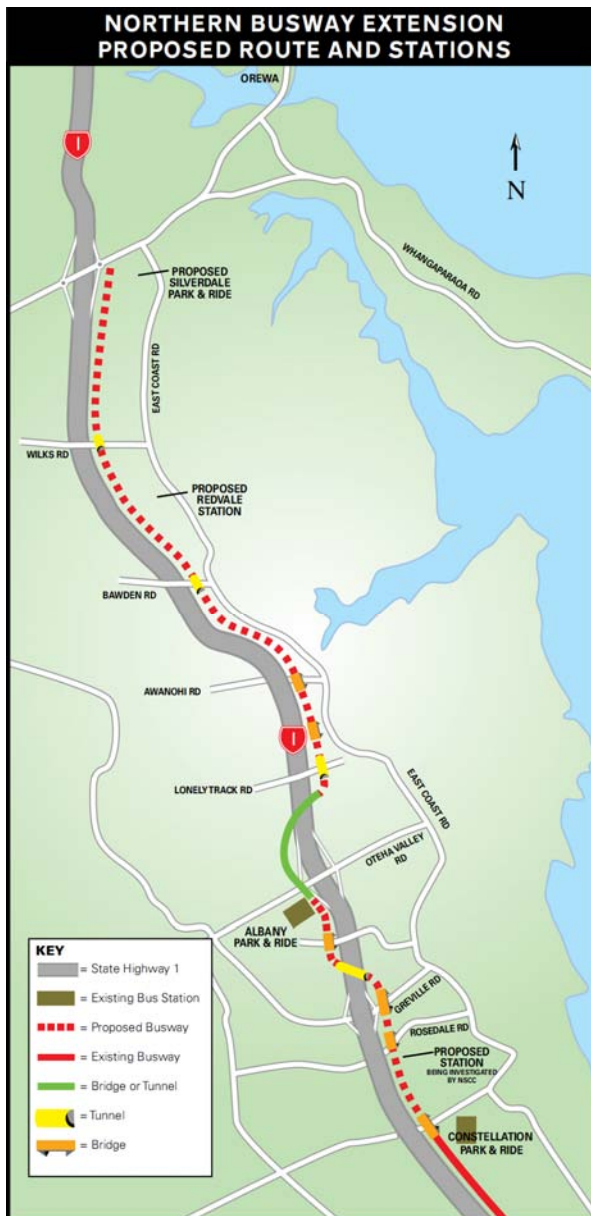 NORTHERN BUSWAY EXTENSION
PROPOSED ROUTE AND STATIONS
OREWA
1
N
WHANGAPARAOA RD
PROPOSED
SILVERDALE
PARK & RIDE
EAST COAST RD
WILKS RD
PROPOSED
REDVALE
STATION
BAWDEN RD
AWANOHI RD
1
LONELYTRACK RD
EAST COAST RD
OTEHA VALLEY
RD
ALBANY
PARK & RIDE
GREVILLE RD
ROSEDALE RD
PROPOSED
STATION
BEING INVESTIGATED
BY NSCC
CONSTELLATION
PARK & RIDE
KEY
= State Highway 1
= Existing Bus Station
= Proposed Busway
= Existing Busway
= Bridge or Tunnel
= Tunnel
= Bridge